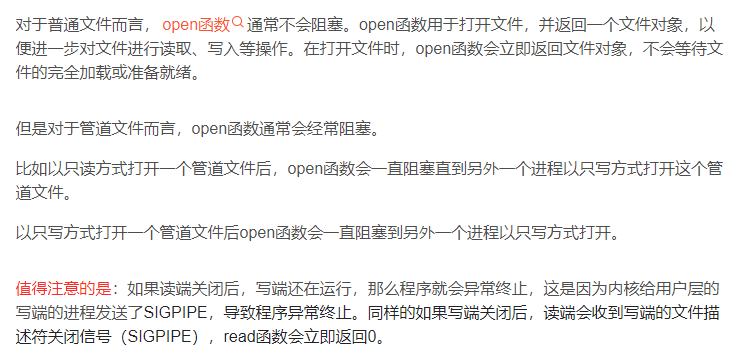 对于普通文件而言， open函数 通常不会阻塞。open函数用于打开文件，并返回一个文件对象，以
便进一步对文件进行读取、写入等操作。在打开文件时，open函数会立即返回文件对象，不会等待文
件的完全加载或准备就绪。
但是对于管道文件而言，open函数通常会经常阻塞。
比如以只读方式打开一个管道文件后，open函数会一直阻塞直到另外一个进程以只写方式打开这个管
道文件。
以只写方式打开一个管道文件后open函数会一直阻塞到另外一个进程以只写方式打开。
值得注意的是：如果读端关闭后，写端还在运行，那么程序就会异常终止，这是因为内核给用户层的
写端的进程发送了SIGPIPE，导致程序异常终止。同样的如果写端关闭后，读端会收到写端的文件描
述符关闭信号（SIGPIPE），read函数会立即返回0。